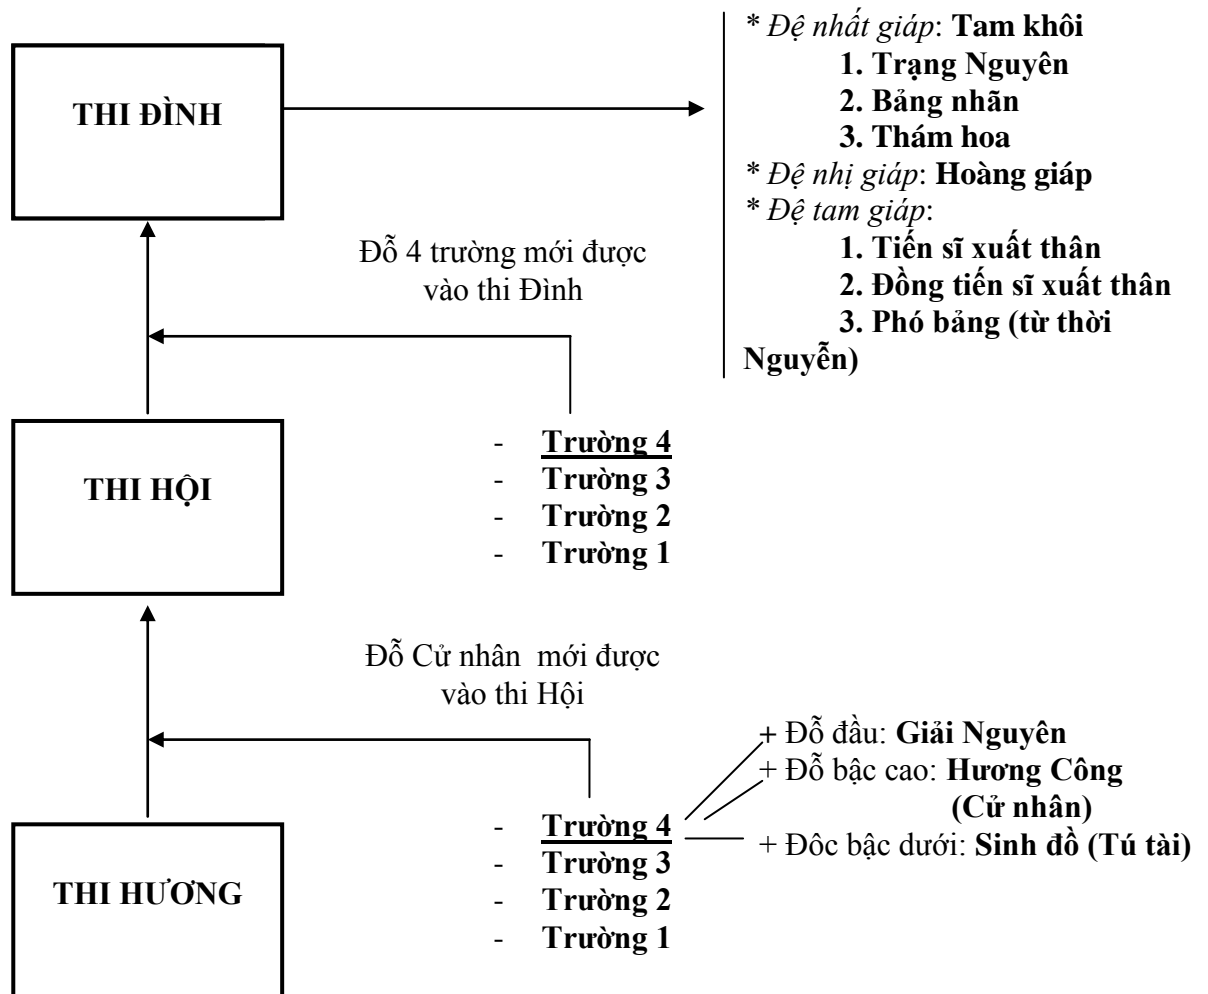 * Đệ nhất giáp: Tam khôi
1. Trạng Nguyên
2. Bảng nhãn
3. Thám hoa
* Đệ nhị giáp: Hoàng giáp
* Đệ tam giáp:
1. Tiến sĩ xuất thân
2. Đồng tiến sĩ xuất thân
3. Phó bảng (từ thời
Nguyễn)
THI ĐÌNH
Đỗ 4 trường mới được
vào thi Đình
THI HỘI
- Trường 4
- Trường 3
- Trường 2
- Trường 1
Đỗ Cử nhân mới được
vào thi Hội
+ Đỗ đầu: Giải Nguyên
+ Đỗ bậc cao: Hương Công
(Cử nhân)
+ Đôc bậc dưới: Sinh đồ (Tú tài)
THI HƯƠNG
- Trường 4
- Trường 3
- Trường 2
- Trường 1